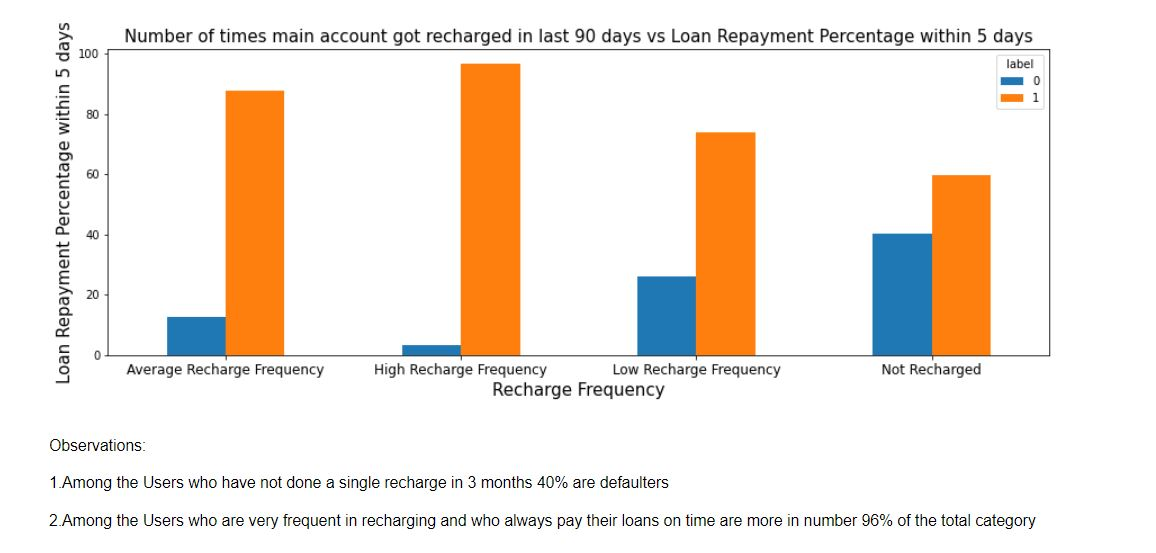 Number of times main account got recharged in last 90 days vs Loan Repayment Percentage within 5 days
Loan Repayment Percentage within 5 days
100
80
60
40
20
0
label
0
1
Average Recharge Frequency
High Recharge Frequency
Low Recharge Frequency
Not Recharged
Recharge Frequency
Observations:
1.Among the Users who have not done a single recharge in 3 months 40% are defaulters
2.Among the Users who are very frequent in recharging and who always pay their loans on time are more in number 96% of the total category